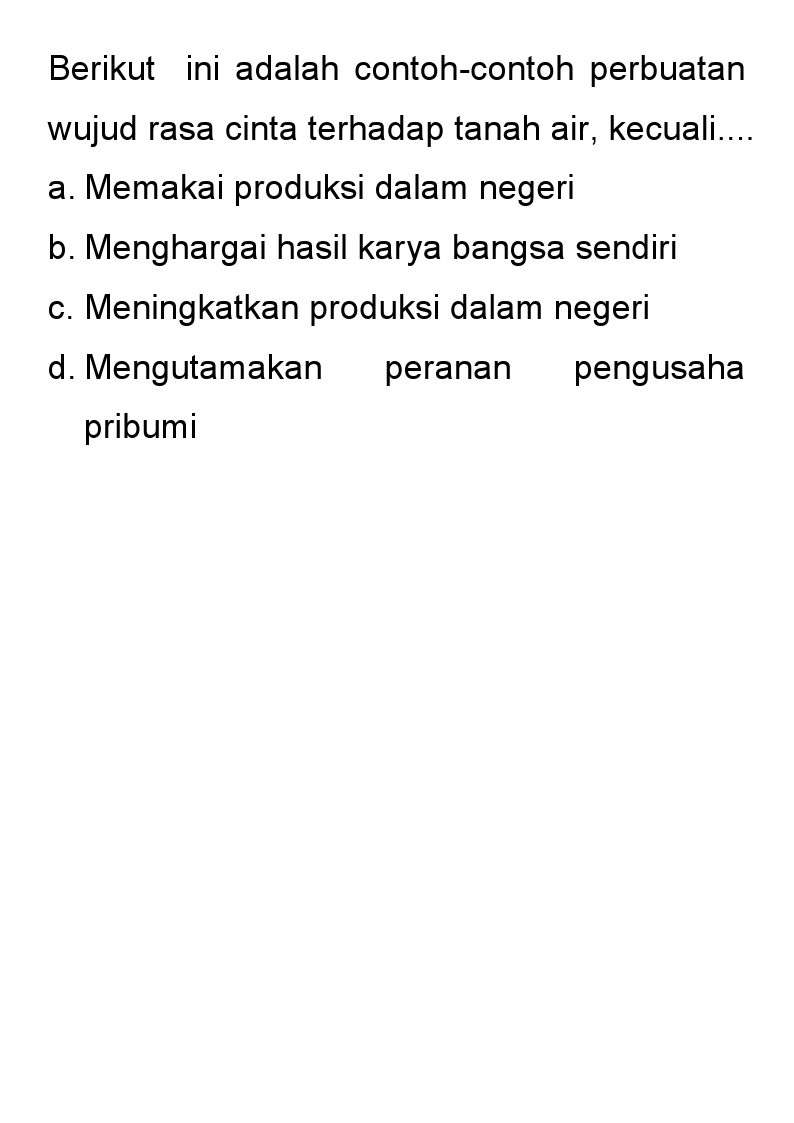 Berikut ini adalah contoh-contoh perbuatan
wujud rasa cinta terhadap tanah air, kecuali....
a. Memakai produksi dalam negeri
b. Menghargai hasil karya bangsa sendiri
c. Meningkatkan produksi dalam negeri
d. Mengutamakan peranan pengusaha
pribumi